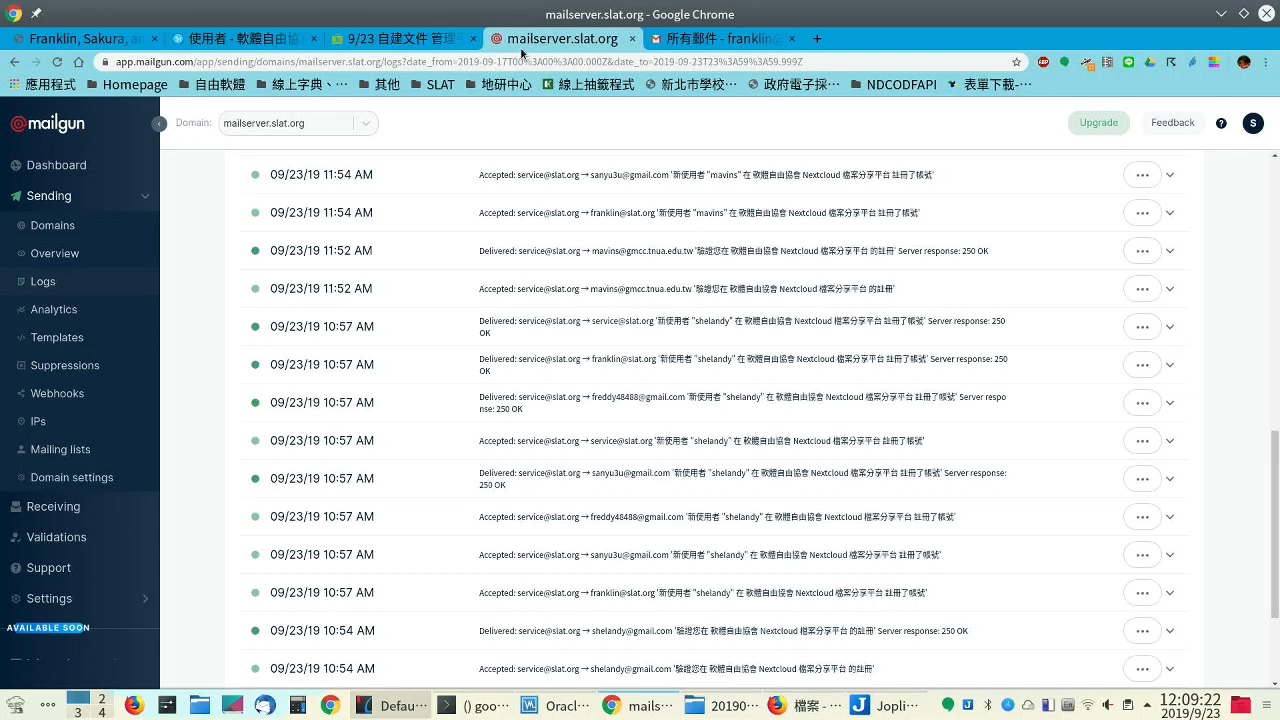 mailserver.slat.org - Google Chrome
Franklin, Sakura, a
使用者 - 軟體自由協
9/23 自建文件 管理
mailserver.slat.org
所有郵件 - franklin@
app.mailgun.com/app/sending/domains/mailserver.slat.org/logs?date_from=2019-09-17T00%3A00%3A00.000Z&date_to=2019-09-23T23%3A59%3A59.999Z
應用程式 Homepage 自由軟體 線上字典、⋯ 其他 SLAT 地研中心 線上抽籤程式 新北市學校⋯ 政府電子採⋯ NDCODFAPI 表單下載-⋯
mailgun
Domain: mailserver.slat.org
Upgrade Feedback ? S
Dashboard
Sending
Domains
Overview
Logs
Analytics
Templates
Suppressions
Webhooks
IPs
Mailing lists
Domain settings
Receiving
Validations
Support
Settings
AVAILABLE SOON
09/23/19 11:54 AM Accepted: service@slat.org → sanyu3u@gmail.com '新使用者 "mavins" 在 軟體自由協會 Nextcloud 檔案分享平台 註冊了帳號'
09/23/19 11:54 AM Accepted: service@slat.org → franklin@slat.org '新使用者 "mavins" 在 軟體自由協會 Nextcloud 檔案分享平台 註冊了帳號'
09/23/19 11:52 AM Delivered: service@slat.org → mavins@gmcc.tnua.edu.tw '驗證您在 軟體自由協會 Nextcloud 檔案分享平台 的註冊' Server response: 250 OK
09/23/19 11:52 AM Accepted: service@slat.org → mavins@gmcc.tnua.edu.tw '驗證您在 軟體自由協會 Nextcloud 檔案分享平台 的註冊'
09/23/19 10:57 AM Delivered: service@slat.org → service@slat.org '新使用者 "shelandy" 在 軟體自由協會 Nextcloud 檔案分享平台 註冊了帳號' Server response: 250
OK
09/23/19 10:57 AM Delivered: service@slat.org → franklin@slat.org '新使用者 "shelandy" 在 軟體自由協會 Nextcloud 檔案分享平台 註冊了帳號' Server response: 250
OK
09/23/19 10:57 AM Delivered: service@slat.org → freddy48488@gmail.com '新使用者 "shelandy" 在 軟體自由協會 Nextcloud 檔案分享平台 註冊了帳號' Server respo
nse: 250 OK
09/23/19 10:57 AM Accepted: service@slat.org → service@slat.org '新使用者 "shelandy" 在 軟體自由協會 Nextcloud 檔案分享平台 註冊了帳號'
09/23/19 10:57 AM Delivered: service@slat.org → sanyu3u@gmail.com '新使用者 "shelandy" 在 軟體自由協會 Nextcloud 檔案分享平台 註冊了帳號' Server response:
250 OK
09/23/19 10:57 AM Accepted: service@slat.org → freddy48488@gmail.com '新使用者 "shelandy" 在 軟體自由協會 Nextcloud 檔案分享平台 註冊了帳號'
09/23/19 10:57 AM Accepted: service@slat.org → sanyu3u@gmail.com '新使用者 "shelandy" 在 軟體自由協會 Nextcloud 檔案分享平台 註冊了帳號'
09/23/19 10:57 AM Accepted: service@slat.org → franklin@slat.org '新使用者 "shelandy" 在 軟體自由協會 Nextcloud 檔案分享平台 註冊了帳號'
09/23/19 10:54 AM Delivered: service@slat.org → shelandy@gmail.com '驗證您在 軟體自由協會 Nextcloud 檔案分享平台 的註冊' Server response: 250 OK
09/23/19 10:54 AM Accepted: service@slat.org → shelandy@gmail.com '驗證您在 軟體自由協會 Nextcloud 檔案分享平台 的註冊'
2
3 4
Defau⋯ () goo⋯ Oracl⋯ mails⋯ 20190⋯ 檔案 - ⋯ Jopli⋯
12:09:22
2019/9/23